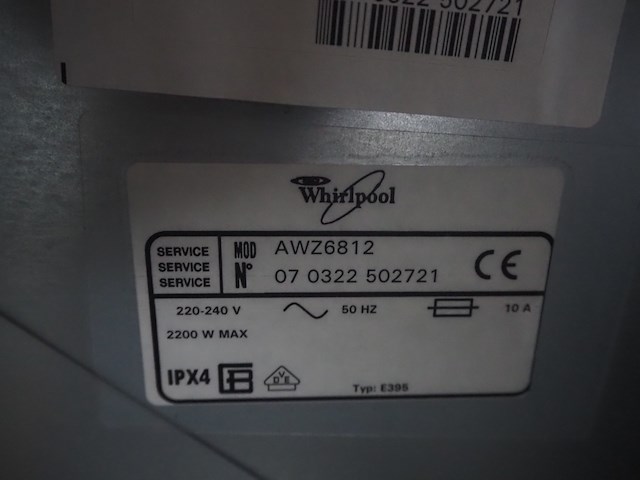 0322 502721
Whirlpool
SERVICE MOD AWZ6812
SERVICE
SERVICE N° 07 0322 502721 CE
220-240 V 50 HZ 10 A
2200 W MAX
IPX4 VDE
Typ: E395